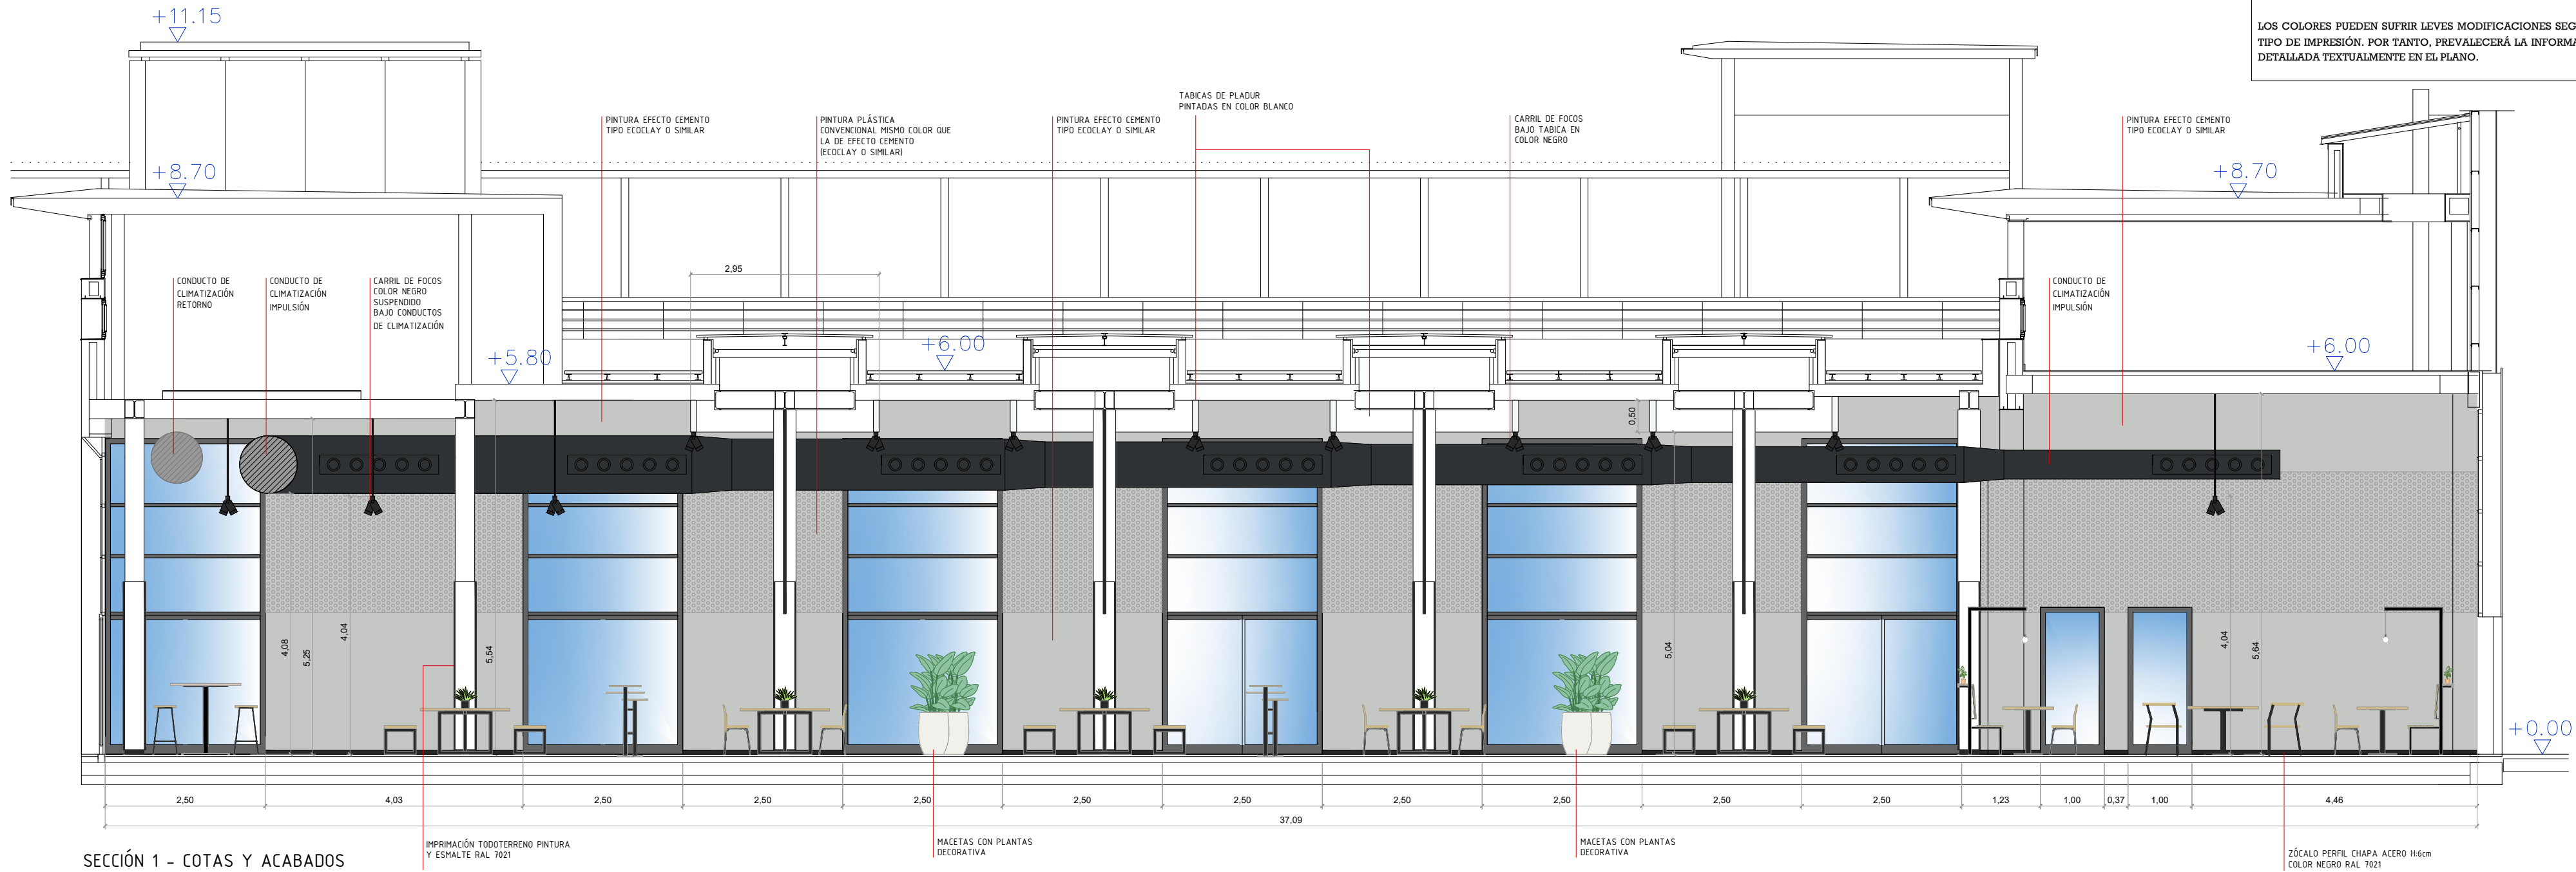 +11.15
LOS COLORES PUEDEN SUFRIR LEVES MODIFICACIONES
TIPO DE IMPRESIÓN. POR TANTO, PREVALECERÁ LA
DETALLADA TEXTUALMENTE EN EL PLANO.
TABICAS DE PLADUR
PINTADAS EN COLOR BLANCO
PINTURA EFECTO CEMENTO
TIPO ECOCLAY O SIMILAR
PINTURA PLÁSTICA
CONVENCIONAL MISMO COLOR QUE
LA DE EFECTO CEMENTO
(ECOCLAY O SIMILAR)
PINTURA EFECTO CEMENTO
TIPO ECOCLAY O SIMILAR
CARRIL DE FOCOS
BAJO TABICA EN
COLOR NEGRO
PINTURA EFECTO CEMENTO
TIPO ECOCLAY O SIMILAR
+8.70
+8.70
2,95
CONDUCTO DE
CLIMATIZACIÓN
RETORNO
CONDUCTO DE
CLIMATIZACIÓN
IMPULSIÓN
CARRIL DE FOCOS
COLOR NEGRO
SUSPENDIDO
BAJO CONDUCTOS
DE CLIMATIZACIÓN
CONDUCTO DE
CLIMATIZACIÓN
IMPULSIÓN
+5.80
+6.00
+6.00
0,50
4,08
5,25
4,04
5,54
5,04
4,04
5,64
+0.00
2,50
4,03
2,50
2,50
2,50
2,50
2,50
2,50
2,50
2,50
2,50
1,23
1,00
0,37
1,00
4,46
37,09
IMPRIMACIÓN TODOTERRENO PINTURA
Y ESMALTE RAL 7021
MACETAS CON PLANTAS
DECORATIVA
MACETAS CON PLANTAS
DECORATIVA
ZÓCALO PERFIL CHAPA ACERO H:6cm
COLOR NEGRO RAL 7021
SECCIÓN 1 - COTAS Y ACABADOS